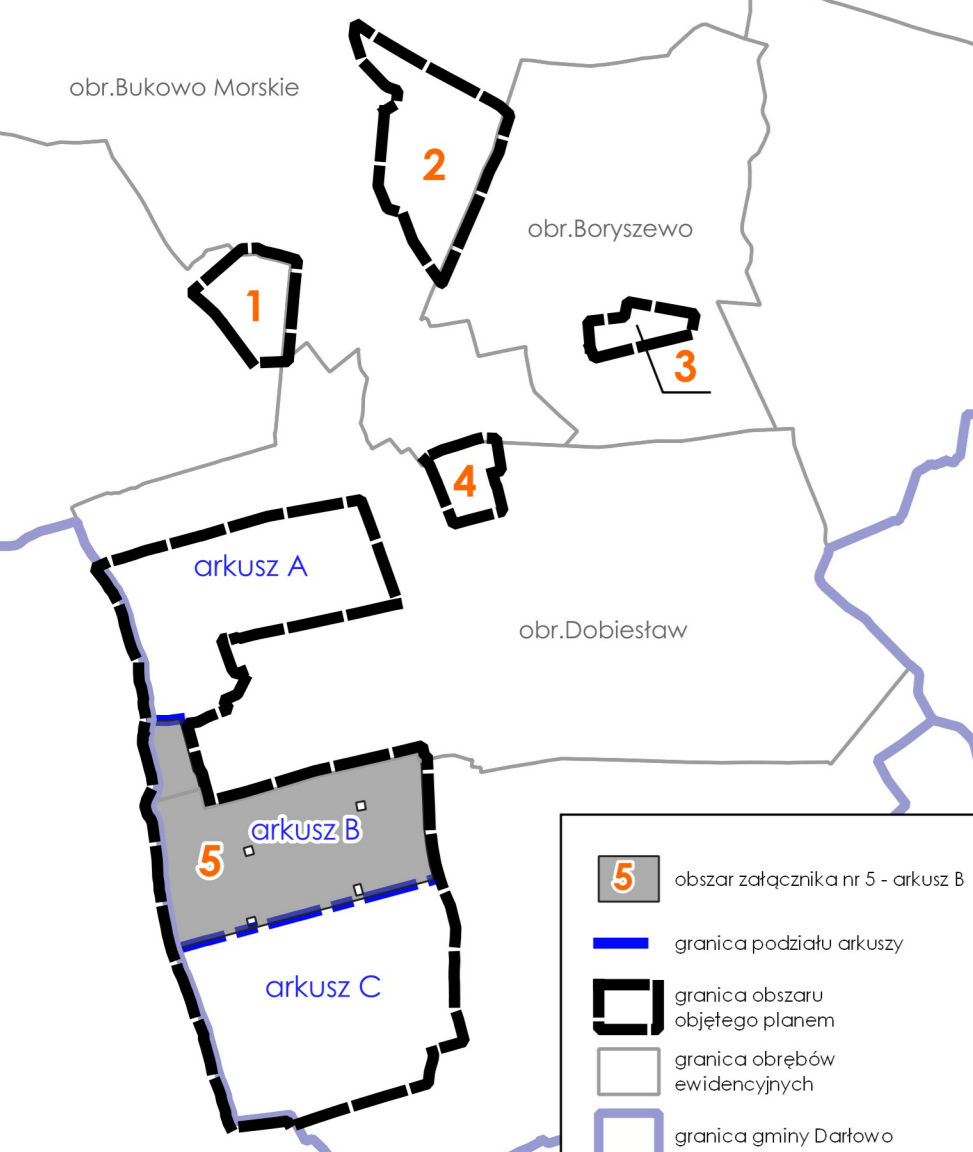 obr.Bukowo Morskie
2
obr.Boryszewo
1
3
4
arkusz A
obr.Dobiesław
arkusz B
5
arkusz C
5
obszar załącznika nr 5 - arkusz B
granica podziału arkuszy
granica obszaru
objętego planem
granica obrębów
ewidencyjnych
granica gminy Darłowo